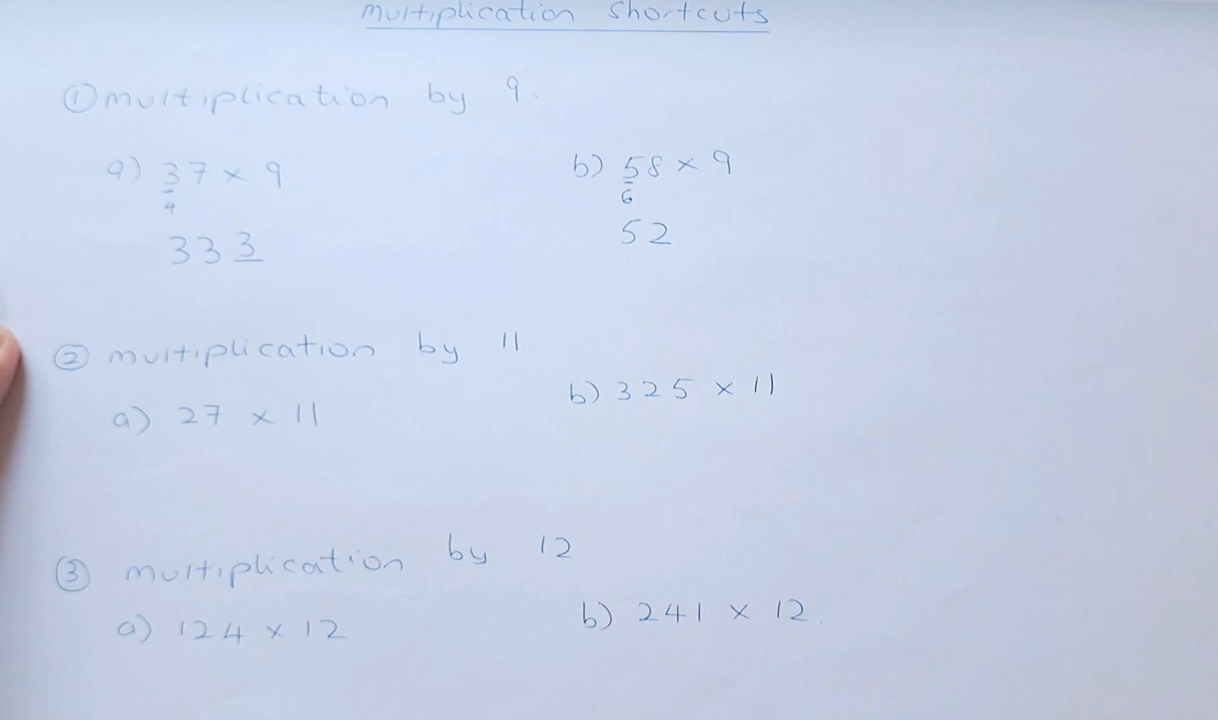 multiplication shortcuts
① multiplication by 9.
a) 37 × 9
4
333
b) 58 × 9
6
52
② multiplication by 11
a) 27 × 11
b) 325 × 11
③ multiplication by 12
a) 124 × 12
b) 241 × 12.